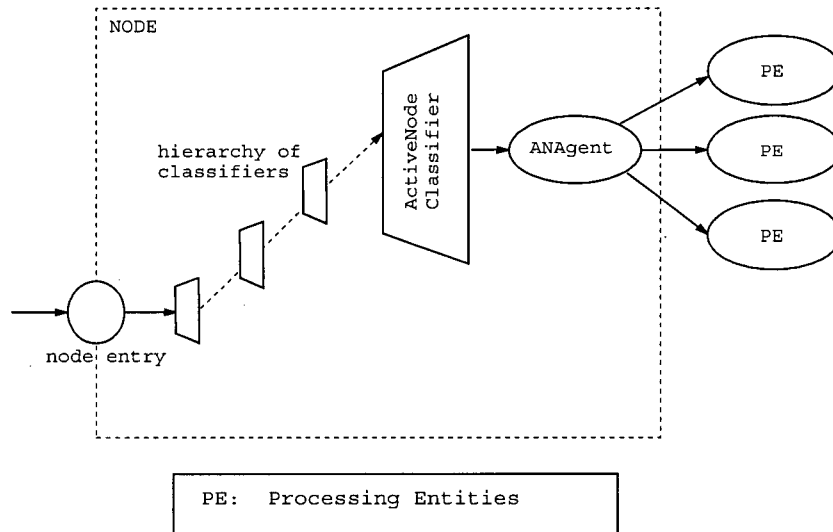 NODE
hierarchy of
classifiers
ActiveNode
Classifier
ANAgent
PE
PE
PE
node entry
PE: Processing Entities